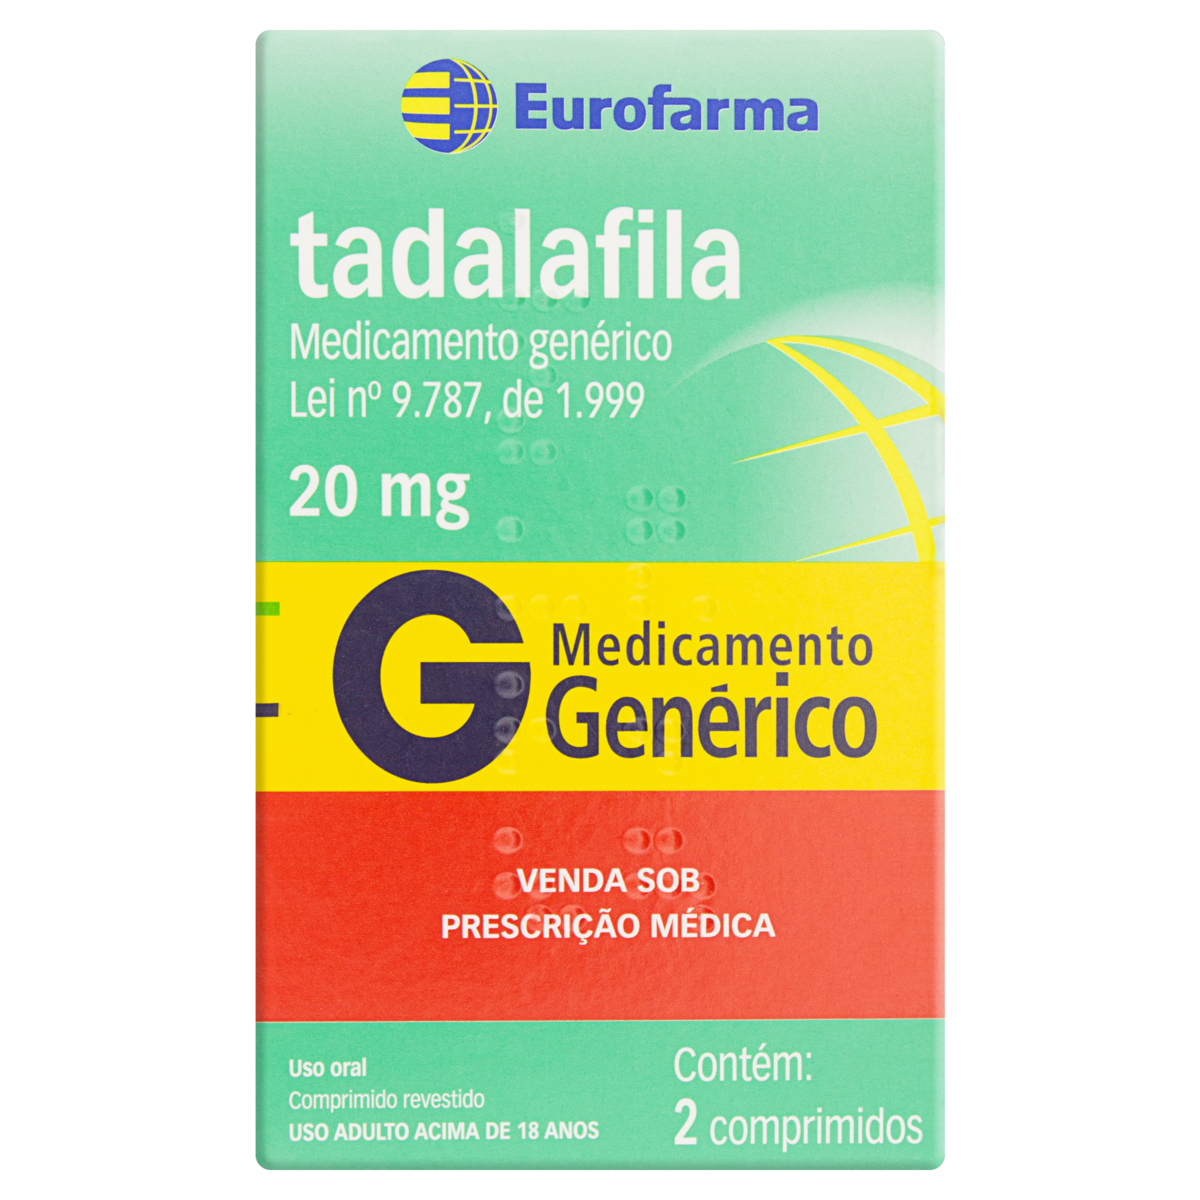 Eurofarma
tadalafila
Medicamento genérico
Lei nº 9.787, de 1.999
20 mg
G Medicamento
Genérico
VENDA SOB
PRESCRIÇÃO MÉDICA
Uso oral
Comprimido revestido
USO ADULTO ACIMA DE 18 ANOS
Contém:
2 comprimidos